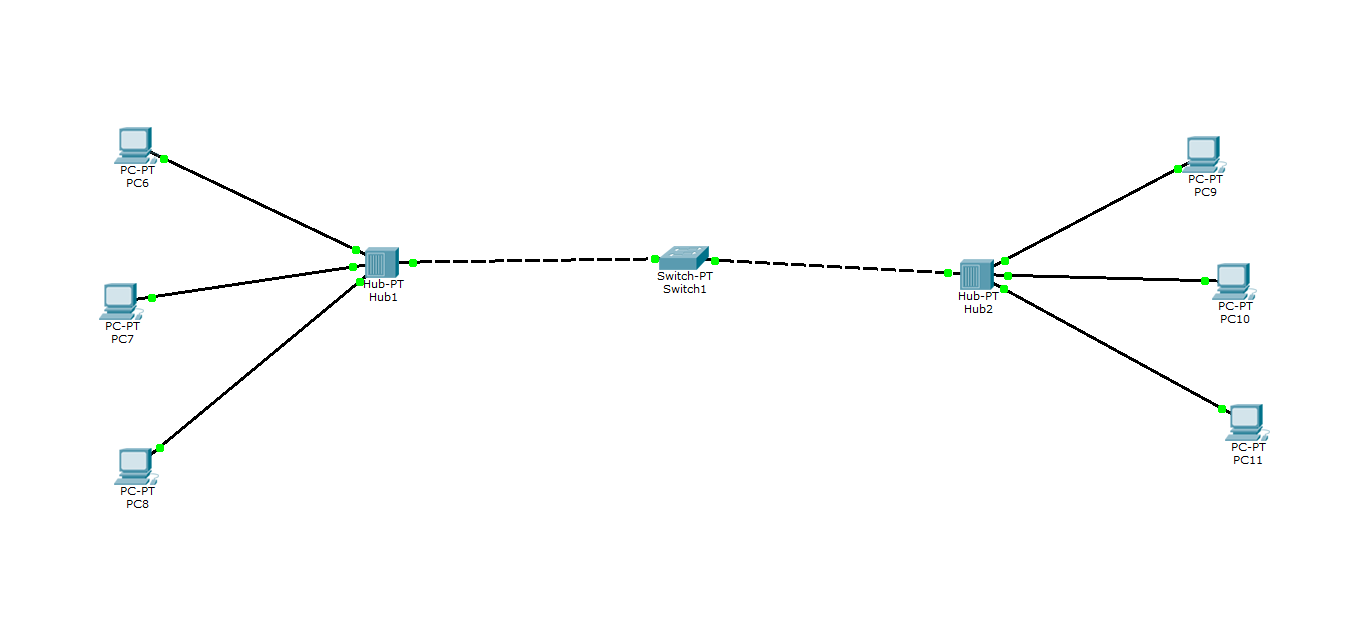 PC-PT
PC6
PC-PT
PC9
Hub-PT
Hub1
Switch-PT
Switch1
Hub-PT
Hub2
PC-PT
PC7
PC-PT
PC10
PC-PT
PC8
PC-PT
PC11